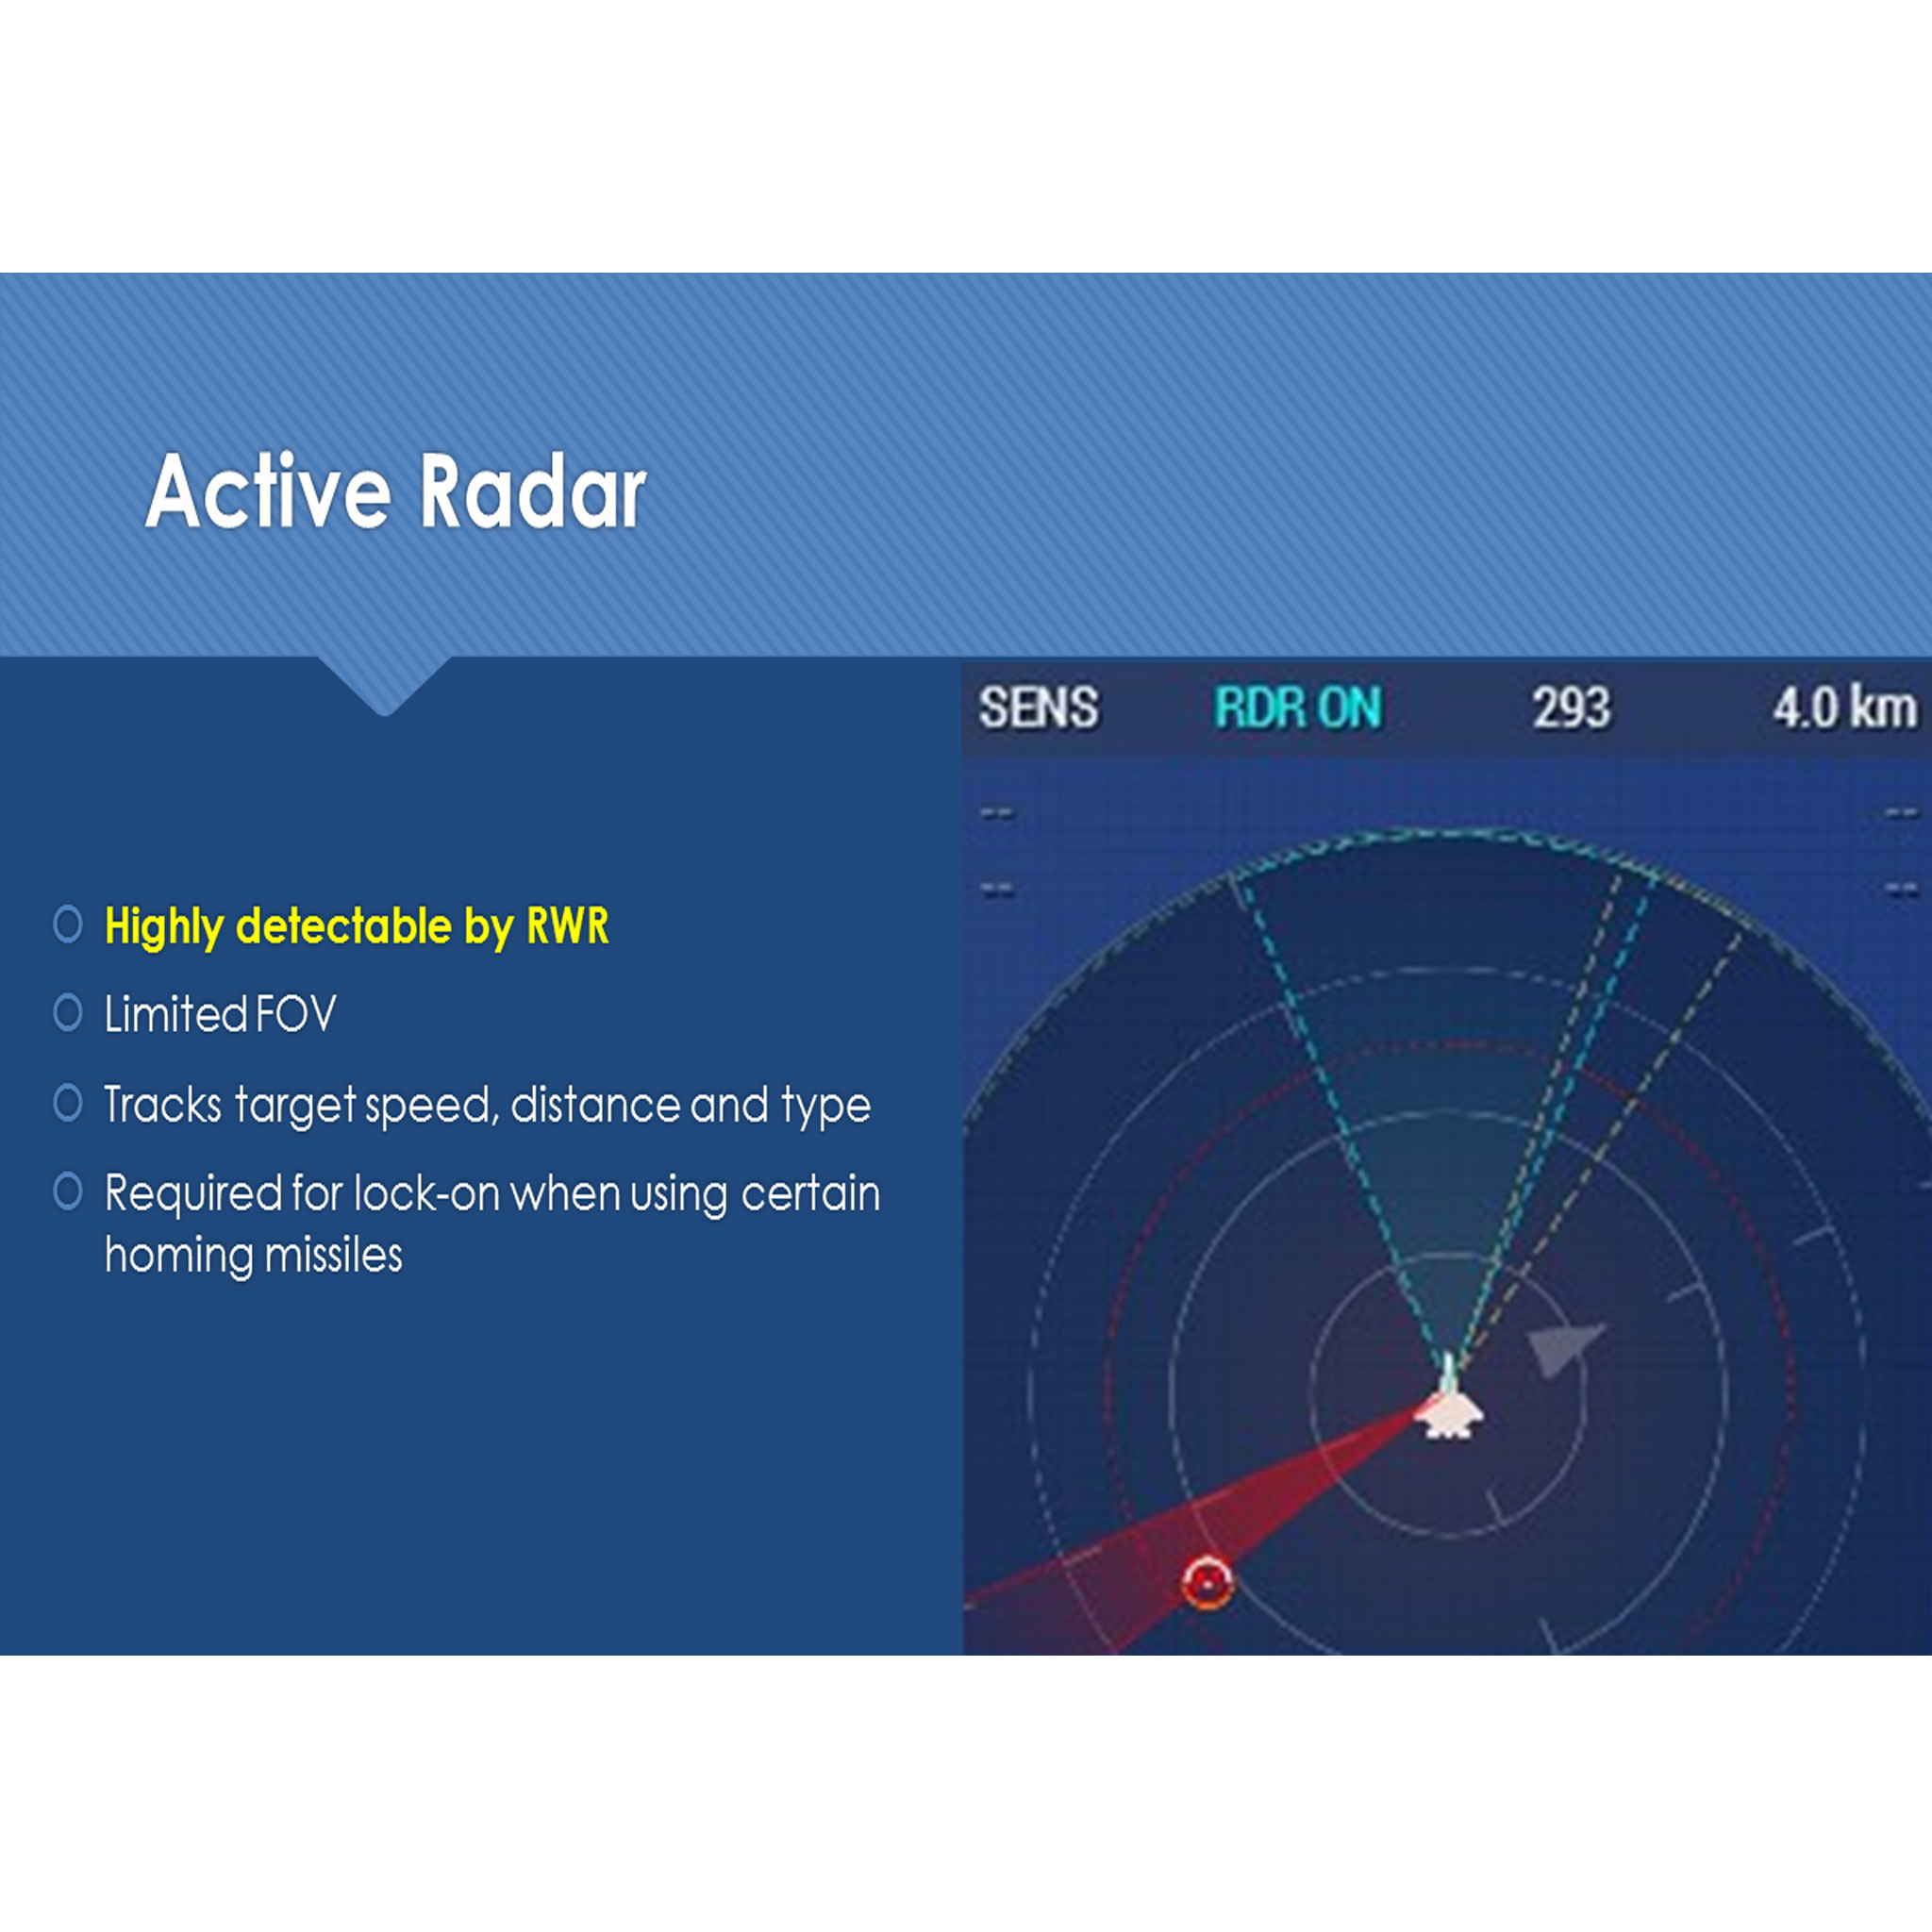 Active Radar
SENS RDR ON 293 4.0 km
-- --
-- --
Highly detectable by RWR
Limited FOV
Tracks target speed, distance and type
Required for lock-on when using certain
homing missiles